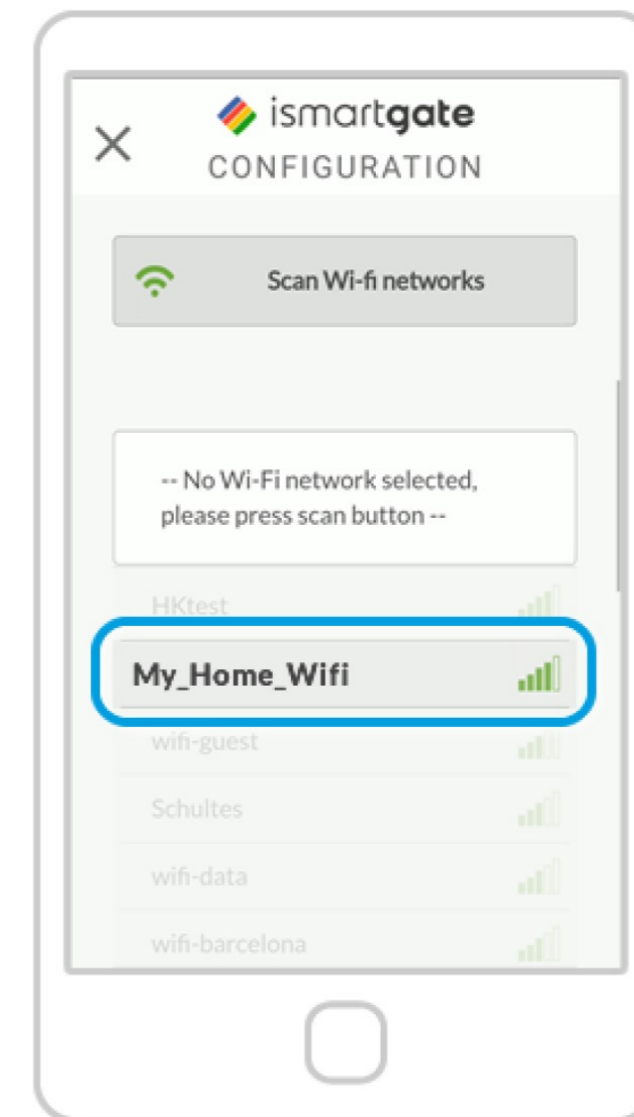 ismartgate
CONFIGURATION
Scan Wi-fi networks
-- No Wi-Fi network selected,
please press scan button --
HKtest
My_Home_Wifi
wifi-guest
Schultes
wifi-data
wifi-barcelona